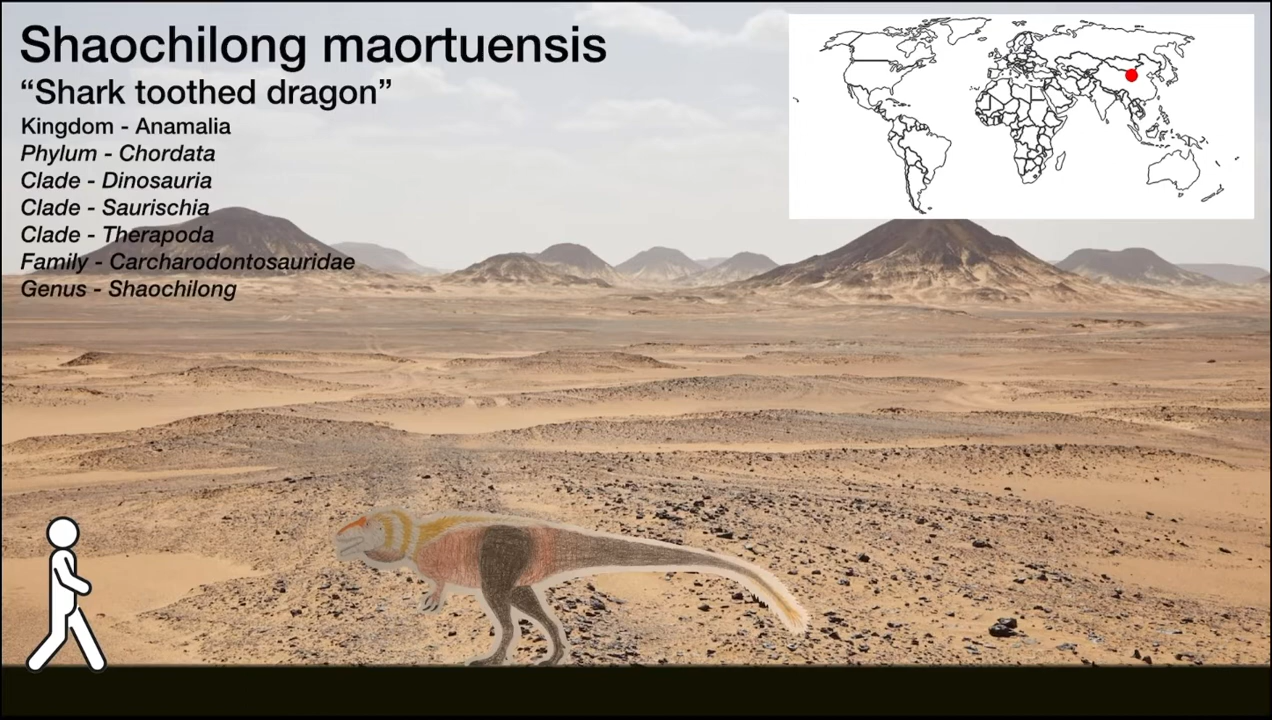 Shaochilong maortuensis
“Shark toothed dragon”
Kingdom - Anamalia
Phylum - Chordata
Clade - Dinosauria
Clade - Saurischia
Clade - Therapoda
Family - Carcharodontosauridae
Genus - Shaochilong